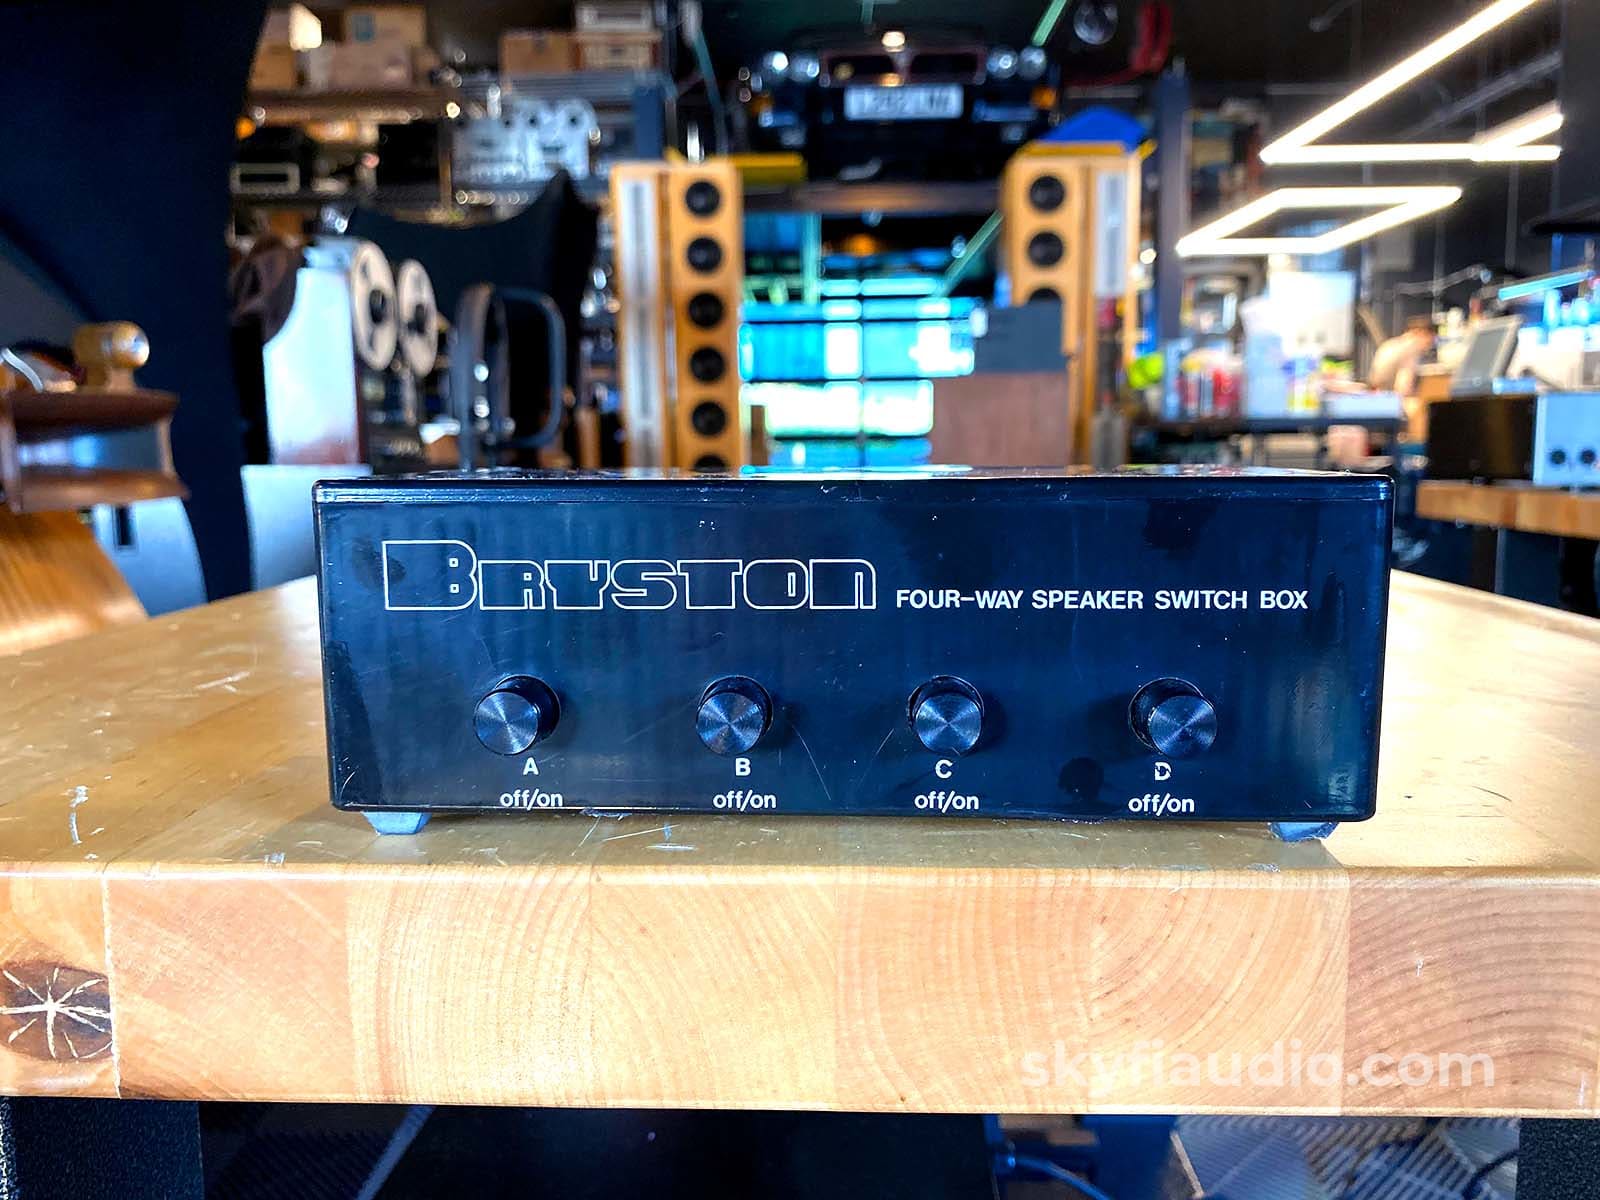 BRYSTON FOUR-WAY SPEAKER SWITCH BOX
A B C D
off/on off/on off/on off/on
skyfiaudio.com